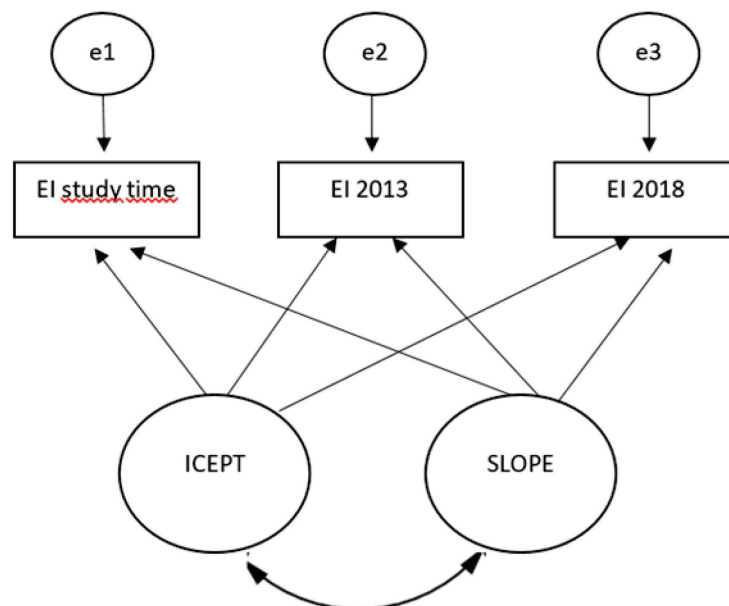 e1
e2
e3
EI study time
EI 2013
EI 2018
ICEPT
SLOPE